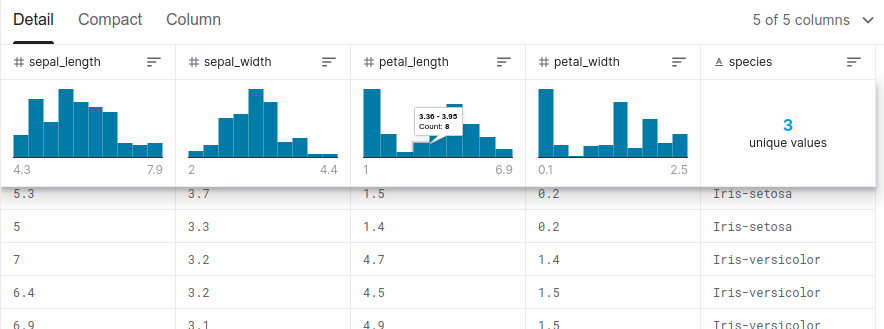 Detail Compact Column 5 of 5 columns
# sepal_length # sepal_width # petal_length # petal_width A species
3.36 - 3.95
Count: 8
3
unique values
4.3 7.9 2 4.4 1 6.9 0.1 2.5
5.3 3.7 1.5 0.2 Iris-setosa
5 3.3 1.4 0.2 Iris-setosa
7 3.2 4.7 1.4 Iris-versicolor
6.4 3.2 4.5 1.5 Iris-versicolor
6.9 3.1 4.9 1.5 Iris-versicolor